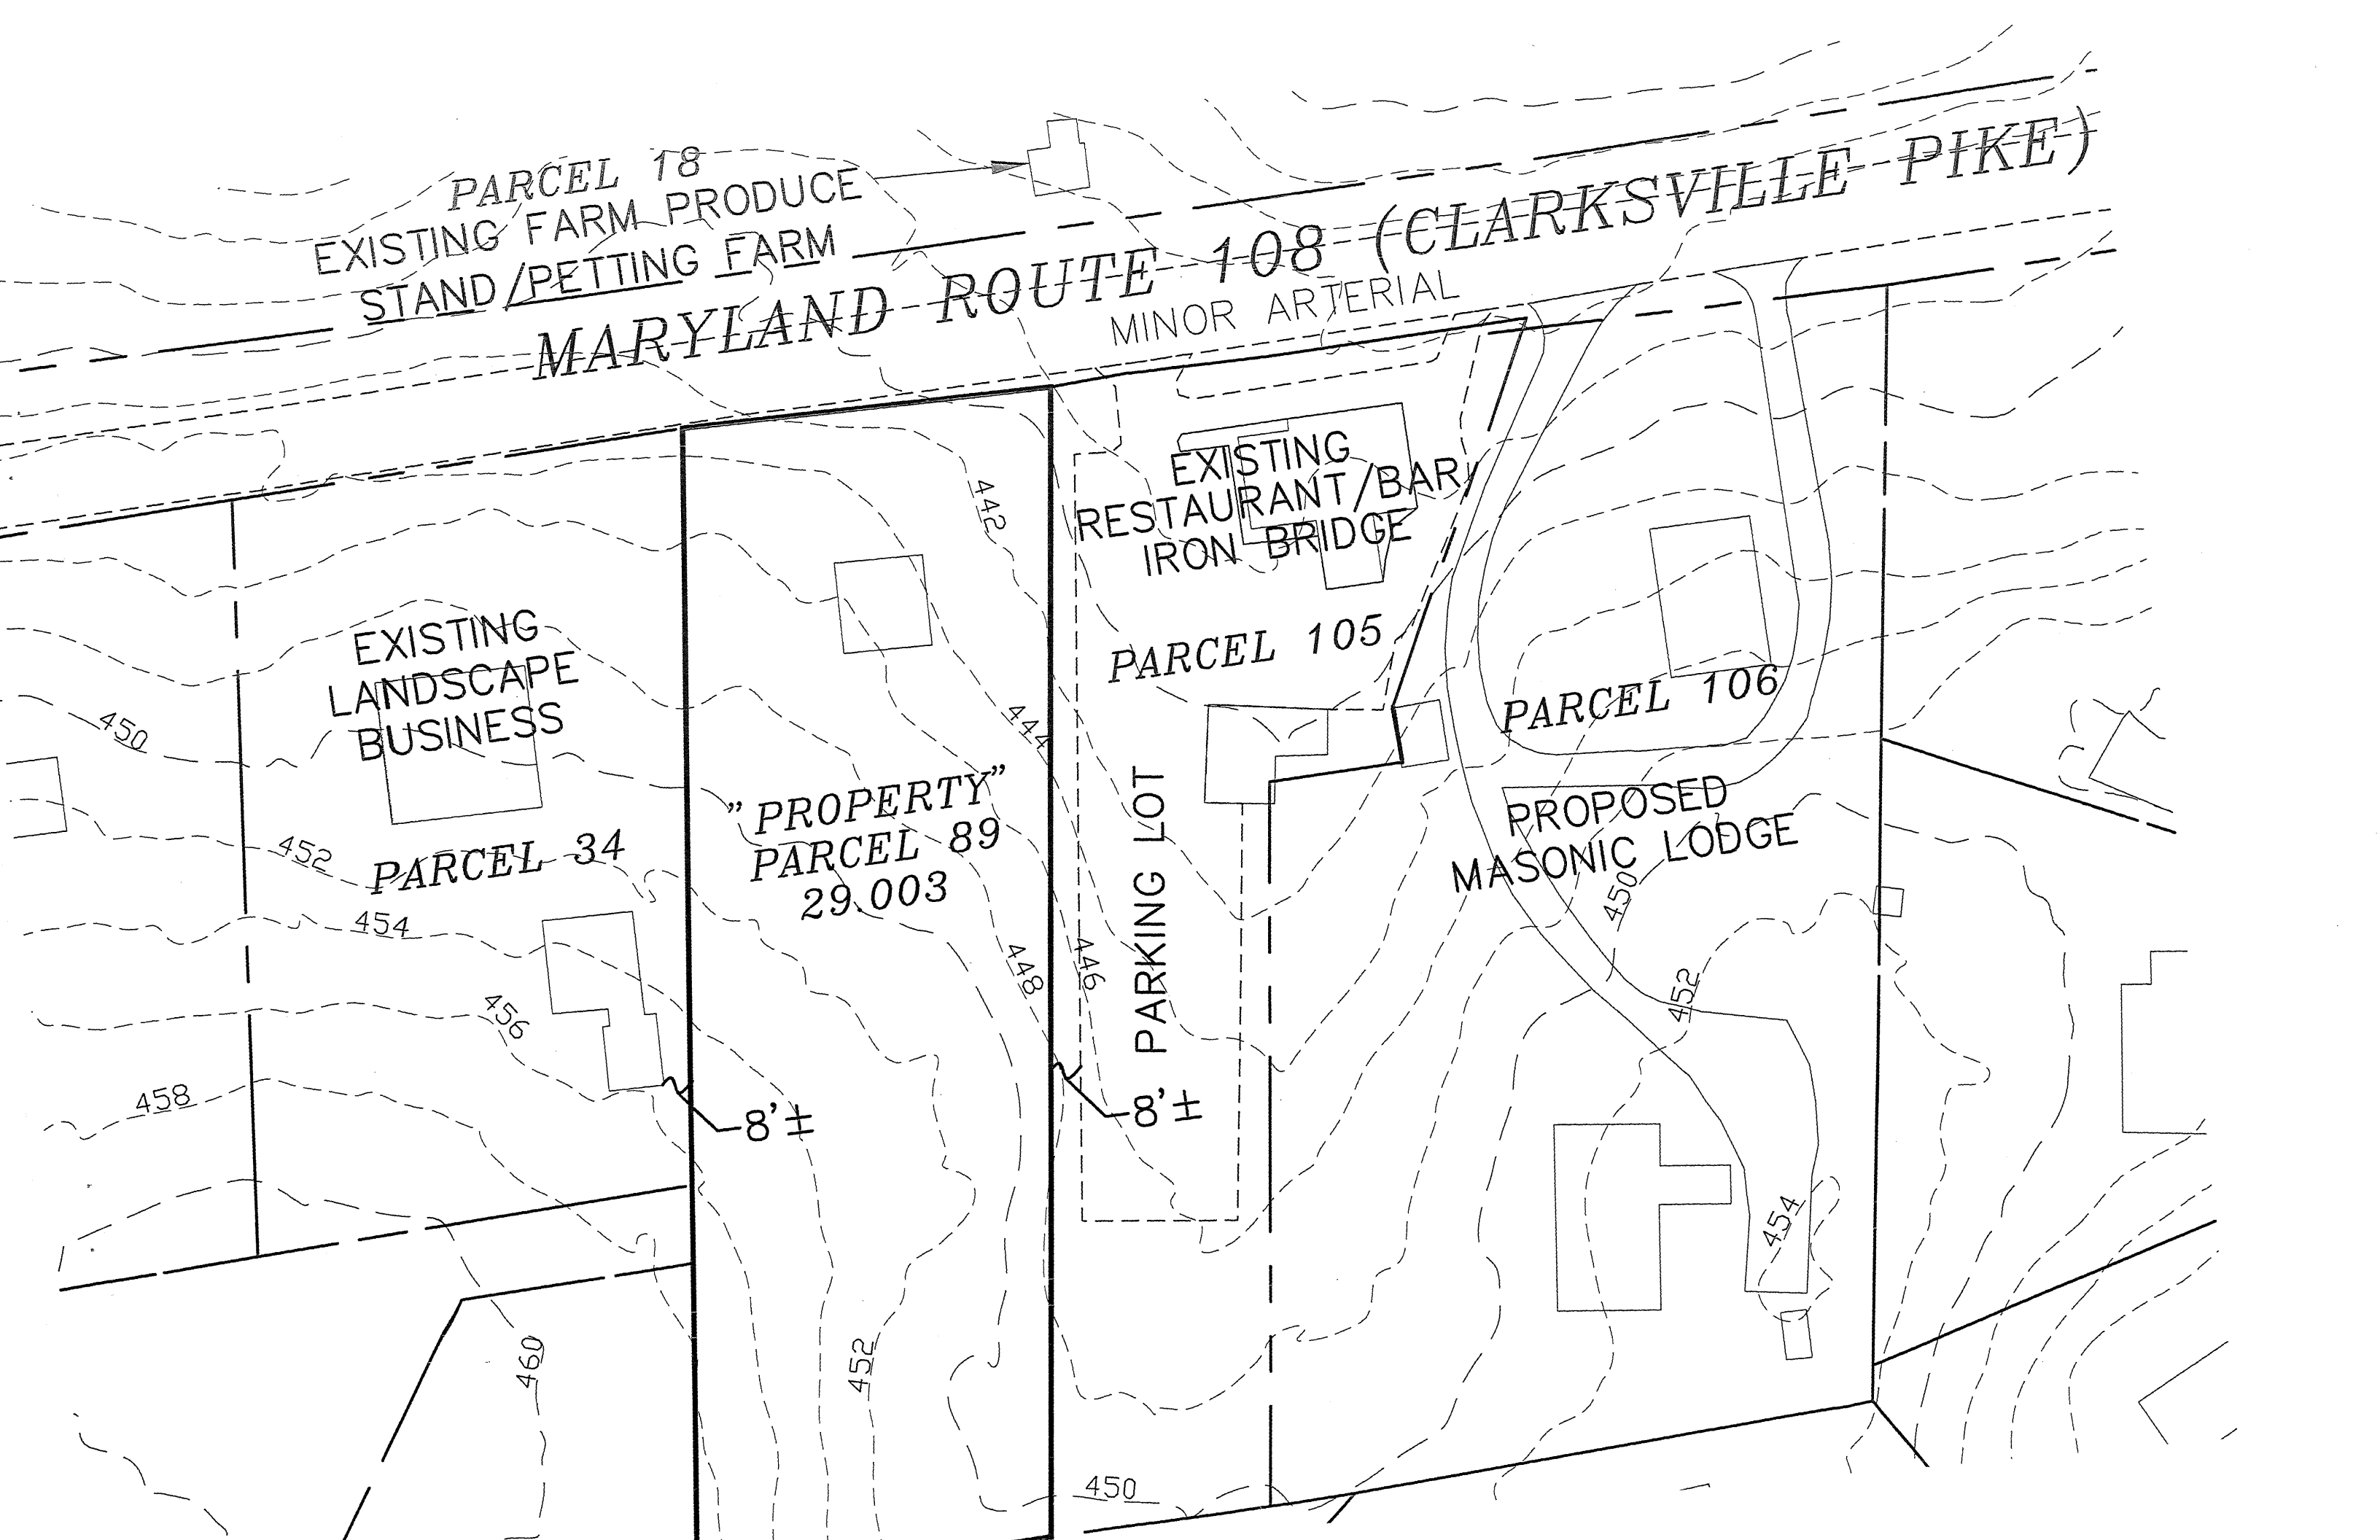 PARCEL 18
EXISTING FARM PRODUCE
STAND/PETTING FARM
MARYLAND ROUTE 108 (CLARKSVILLE PIKE)
MINOR ARTERIAL
442
EXISTING
RESTAURANT/BAR
IRON BRIDGE
PARCEL 105
EXISTING
LANDSCAPE
BUSINESS
450
444
PARCEL 106
"PROPERTY"
PARCEL 89
29.003
452
PARCEL 34
454
PARKING LOT
PROPOSED
MASONIC LODGE
450
448
446
452
456
458
8'±
8'±
454
460
452
450